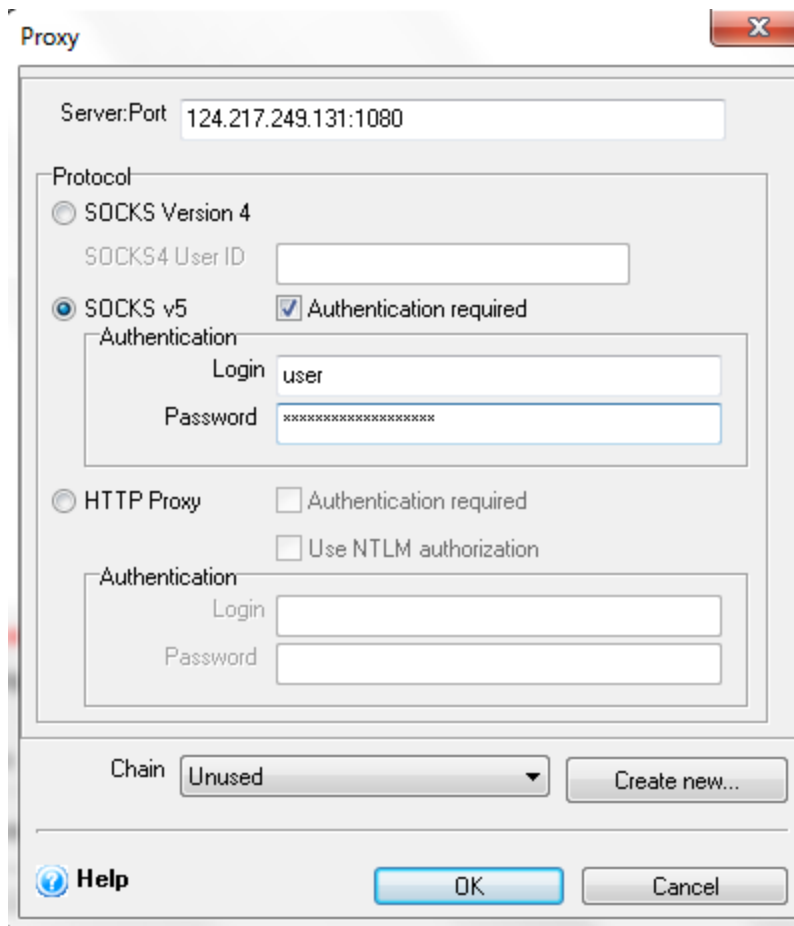 Proxy
Server:Port 124.217.249.131:1080
Protocol
SOCKS Version 4
SOCKS4 User ID
SOCKS v5 Authentication required
Authentication
Login user
Password *******************
HTTP Proxy Authentication required
Use NTLM authorization
Authentication
Login
Password
Chain Unused Create new...
Help OK Cancel